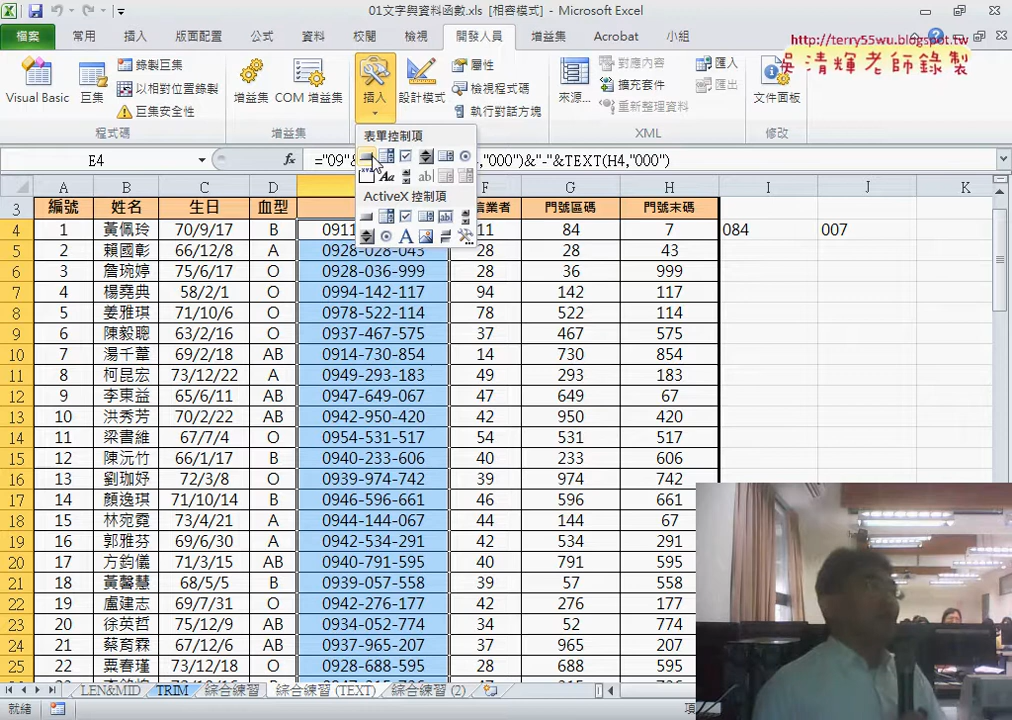 01文字與資料函數.xls [相容模式] - Microsoft Excel
檔案 常用 插入 版面配置 公式 資料 校閱 檢視 開發人員 增益集 Acrobat 小組
http://terry55wu.blogspot.tw
吳清輝老師錄製
Visual Basic 巨集 錄製巨集 以相對位置錄製 巨集安全性 增益集 COM 增益集 插入 設計模式 屬性 檢視程式碼 執行對話方塊 來源... 對應內容 擴充套件 重新整理資料 匯入 匯出 文件面板
程式碼 增益集 XML 修改
表單控制項
ActiveX 控制項
E4 fx ="09"& ,"000")&"-"&TEXT(H4,"000")
A B C D F G H I J K
3 編號 姓名 生日 血型 門號區碼 門號末碼
4 1 黃佩玲 70/9/17 B 0911 11 84 7 084 007
5 2 賴國彰 66/12/8 A 0928-028-043 28 28 43
6 3 詹琬婷 75/6/17 O 0928-036-999 28 36 999
7 4 楊堯典 58/2/1 O 0994-142-117 94 142 117
8 5 姜雅琪 71/10/6 O 0978-522-114 78 522 114
9 6 陳毅聰 63/2/16 O 0937-467-575 37 467 575
10 7 湯千葦 69/2/18 AB 0914-730-854 14 730 854
11 8 柯昆宏 73/12/22 A 0949-293-183 49 293 183
12 9 李東益 65/6/11 AB 0947-649-067 47 649 67
13 10 洪秀芳 70/2/22 AB 0942-950-420 42 950 420
14 11 梁書維 67/7/4 O 0954-531-517 54 531 517
15 12 陳沅竹 66/1/17 B 0940-233-606 40 233 606
16 13 劉珈妤 72/3/8 O 0939-974-742 39 974 742
17 14 顏逸琪 71/10/14 B 0946-596-661 46 596 661
18 15 林宛霓 73/4/21 A 0944-144-067 44 144 67
19 16 郭雅芬 69/6/30 A 0942-534-291 42 534 291
20 17 方鈞儀 71/3/15 AB 0940-791-595 40 791 595
21 18 黃馨慧 68/5/5 B 0939-057-558 39 57 558
22 19 盧建志 69/7/31 O 0942-276-177 42 276 177
23 20 徐英哲 75/12/9 AB 0934-052-774 34 52 774
24 21 蔡育霖 67/12/6 AB 0937-965-207 37 965 207
25 22 粟春瑾 73/12/18 O 0928-688-595 28 688 595
LEN&MID TRIM 綜合練習 綜合練習 (TEXT) 綜合練習 (2)
就緒